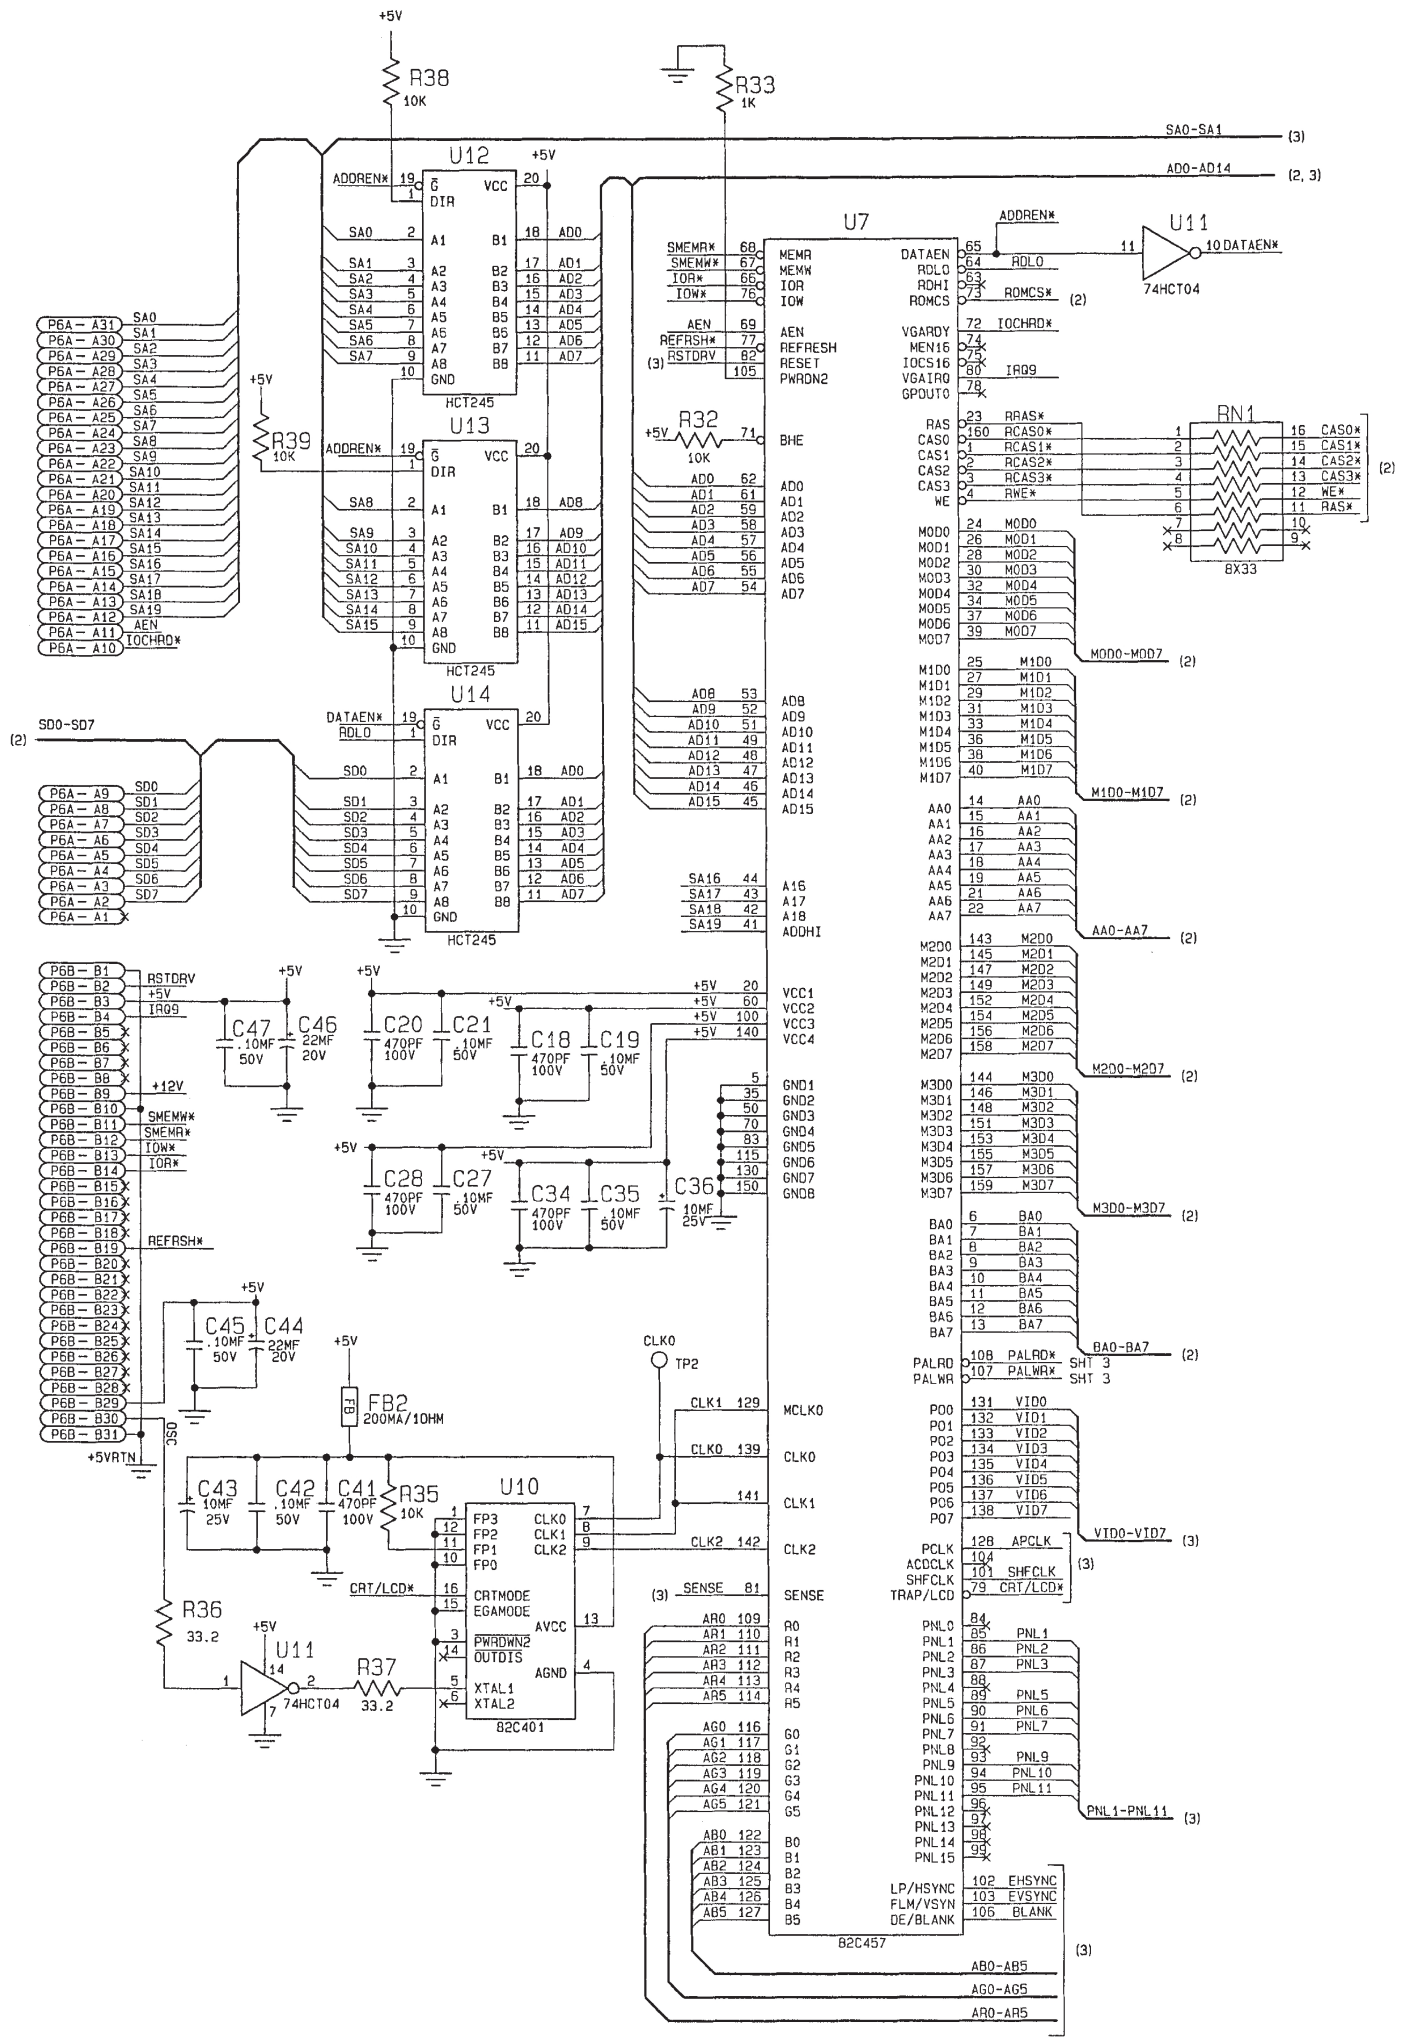 +5V
R38
10K
R33
1K
SA0-SA1 (3)
AD0-AD14 (2, 3)
U12
+5V
ADDREN* 19 G VCC 20
1 DIR
SA0 2 A1 B1 18 AD0
SA1 3 A2 B2 17 AD1
SA2 4 A3 B3 16 AD2
SA3 5 A4 B4 15 AD3
SA4 6 A5 B5 14 AD4
SA5 7 A6 B6 13 AD5
SA6 8 A7 B7 12 AD6
SA7 9 A8 B8 11 AD7
10 GND
HCT245
U13
+5V
R39
10K
ADDREN* 19 G VCC 20
1 DIR
SA8 2 A1 B1 18 AD8
SA9 3 A2 B2 17 AD9
SA10 4 A3 B3 16 AD10
SA11 5 A4 B4 15 AD11
SA12 6 A5 B5 14 AD12
SA13 7 A6 B6 13 AD13
SA14 8 A7 B7 12 AD14
SA15 9 A8 B8 11 AD15
10 GND
HCT245
U14
DATAEN* 19 G VCC 20
RDLO 1 DIR
SD0 2 A1 B1 18 AD0
SD1 3 A2 B2 17 AD1
SD2 4 A3 B3 16 AD2
SD3 5 A4 B4 15 AD3
SD4 6 A5 B5 14 AD4
SD5 7 A6 B6 13 AD5
SD6 8 A7 B7 12 AD6
SD7 9 A8 B8 11 AD7
10 GND
HCT245
P6A - A31 SA0
P6A - A30 SA1
P6A - A29 SA2
P6A - A28 SA3
P6A - A27 SA4
P6A - A26 SA5
P6A - A25 SA6
P6A - A24 SA7
P6A - A23 SA8
P6A - A22 SA9
P6A - A21 SA10
P6A - A20 SA11
P6A - A19 SA12
P6A - A18 SA13
P6A - A17 SA14
P6A - A16 SA15
P6A - A15 SA16
P6A - A14 SA17
P6A - A13 SA18
P6A - A12 SA19
P6A - A11 AEN
P6A - A10 IOCHRD*
SD0-SD7
(2)
P6A - A9 SD0
P6A - A8 SD1
P6A - A7 SD2
P6A - A6 SD3
P6A - A5 SD4
P6A - A4 SD5
P6A - A3 SD6
P6A - A2 SD7
P6A - A1
P6B - B1
P6B - B2 RSTDRV
P6B - B3 +5V
P6B - B4 IRQ9
P6B - B5
P6B - B6
P6B - B7
P6B - B8
P6B - B9 +12V
P6B - B10
P6B - B11 SMEMW*
P6B - B12 SMEMR*
P6B - B13 IOW*
P6B - B14 IOR*
P6B - B15
P6B - B16
P6B - B17
P6B - B18
P6B - B19 REFRSH*
P6B - B20
P6B - B21
P6B - B22
P6B - B23
P6B - B24
P6B - B25
P6B - B26
P6B - B27
P6B - B28
P6B - B29
P6B - B30
P6B - B31
OSC
+5VRTN
+5V
C47
.10MF
50V
C46
22MF
20V
+5V
C20
470PF
100V
C21
.10MF
50V
+5V
C18
470PF
100V
C19
.10MF
50V
+5V
C28
470PF
100V
C27
.10MF
50V
+5V
C34
470PF
100V
C35
.10MF
50V
C36
10MF
25V
+5V
C45
.10MF
50V
C44
22MF
20V
+5V
FB
FB2
200MA/10HM
C43
10MF
25V
C42
.10MF
50V
C41
470PF
100V
R35
10K
R36
33.2
+5V
U11
1 14 2
7
74HCT04
R37
33.2
U10
1 FP3 CLK0 7
12 FP2 CLK1 8
11 FP1 CLK2 9
10 FP0
CRT/LCD* 16 CRTMODE
15 EGAMODE
AVCC 13
3 PWRDWN2
14 OUTDIS
AGND 4
5 XTAL1
6 XTAL2
82C401
CLK0
TP2
U7
SMEMR* 68 MEMR
SMEMW* 67 MEMW
IOR* 66 IOR
IOW* 76 IOW
AEN 69 AEN
REFRSH* 77 REFRESH
(3) RSTDRV 82 RESET
105 PWRDN2
R32
+5V
10K
71 BHE
AD0 62 AD0
AD1 61 AD1
AD2 59 AD2
AD3 58 AD3
AD4 57 AD4
AD5 56 AD5
AD6 55 AD6
AD7 54 AD7
AD8 53 AD8
AD9 52 AD9
AD10 51 AD10
AD11 49 AD11
AD12 48 AD12
AD13 47 AD13
AD14 46 AD14
AD15 45 AD15
SA16 44 A16
SA17 43 A17
SA18 42 A18
SA19 41 ADDHI
+5V 20 VCC1
+5V 60 VCC2
+5V 100 VCC3
+5V 140 VCC4
5 GND1
35 GND2
50 GND3
70 GND4
83 GND5
115 GND6
130 GND7
150 GND8
CLK1 129 MCLK0
CLK0 139 CLK0
141 CLK1
CLK2 142 CLK2
(3) SENSE 81 SENSE
AR0 109 R0
AR1 110 R1
AR2 111 R2
AR3 112 R3
AR4 113 R4
AR5 114 R5
AG0 116 G0
AG1 117 G1
AG2 118 G2
AG3 119 G3
AG4 120 G4
AG5 121 G5
AB0 122 B0
AB1 123 B1
AB2 124 B2
AB3 125 B3
AB4 126 B4
AB5 127 B5
82C457
DATAEN 65 ADDREN*
RDLO 64 RDLO
RDHI 63
ROMCS 73 ROMCS* (2)
U11
11 10 DATAEN*
74HCT04
VGARDY 72 IOCHRD*
MEN16 74
IOCS16 75
VGAIRQ 80 IRQ9
GPOUT0 78
RAS 23 RRAS*
CAS0 160 RCAS0*
CAS1 1 RCAS1*
CAS2 2 RCAS2*
CAS3 3 RCAS3*
WE 4 RWE*
RN1
1 16 CAS0*
2 15 CAS1*
3 14 CAS2*
4 13 CAS3*
5 12 WE*
6 11 RAS*
7 10
8 9
8X33
(2)
M0D0 24 M0D0
M0D1 26 M0D1
M0D2 28 M0D2
M0D3 30 M0D3
M0D4 32 M0D4
M0D5 34 M0D5
M0D6 37 M0D6
M0D7 39 M0D7
M0D0-M0D7 (2)
M1D0 25 M1D0
M1D1 27 M1D1
M1D2 29 M1D2
M1D3 31 M1D3
M1D4 33 M1D4
M1D5 36 M1D5
M1D6 38 M1D6
M1D7 40 M1D7
M1D0-M1D7 (2)
AA0 14 AA0
AA1 15 AA1
AA2 16 AA2
AA3 17 AA3
AA4 18 AA4
AA5 19 AA5
AA6 21 AA6
AA7 22 AA7
AA0-AA7 (2)
M2D0 143 M2D0
M2D1 145 M2D1
M2D2 147 M2D2
M2D3 149 M2D3
M2D4 152 M2D4
M2D5 154 M2D5
M2D6 156 M2D6
M2D7 158 M2D7
M2D0-M2D7 (2)
M3D0 144 M3D0
M3D1 146 M3D1
M3D2 148 M3D2
M3D3 151 M3D3
M3D4 153 M3D4
M3D5 155 M3D5
M3D6 157 M3D6
M3D7 159 M3D7
M3D0-M3D7 (2)
BA0 6 BA0
BA1 7 BA1
BA2 8 BA2
BA3 9 BA3
BA4 10 BA4
BA5 11 BA5
BA6 12 BA6
BA7 13 BA7
BA0-BA7 (2)
PALRD 108 PALRD* SHT 3
PALWR 107 PALWR* SHT 3
PO0 131 VID0
PO1 132 VID1
PO2 133 VID2
PO3 134 VID3
PO4 135 VID4
PO5 136 VID5
PO6 137 VID6
PO7 138 VID7
VID0-VID7 (3)
PCLK 128 APCLK
ACDCLK 104
SHFCLK 101 SHFCLK
TRAP/LCD 79 CRT/LCD*
(3)
PNL0 84
PNL1 85 PNL1
PNL2 86 PNL2
PNL3 87 PNL3
PNL4 88
PNL5 89 PNL5
PNL6 90 PNL6
PNL7 91 PNL7
PNL8 92
PNL9 93 PNL9
PNL10 94 PNL10
PNL11 95 PNL11
PNL12 96
PNL13 97
PNL14 98
PNL15 99
PNL1-PNL11 (3)
LP/HSYNC 102 EHSYNC
FLM/VSYN 103 EVSYNC
DE/BLANK 106 BLANK
(3)
AB0-AB5
AG0-AG5
AR0-AR5